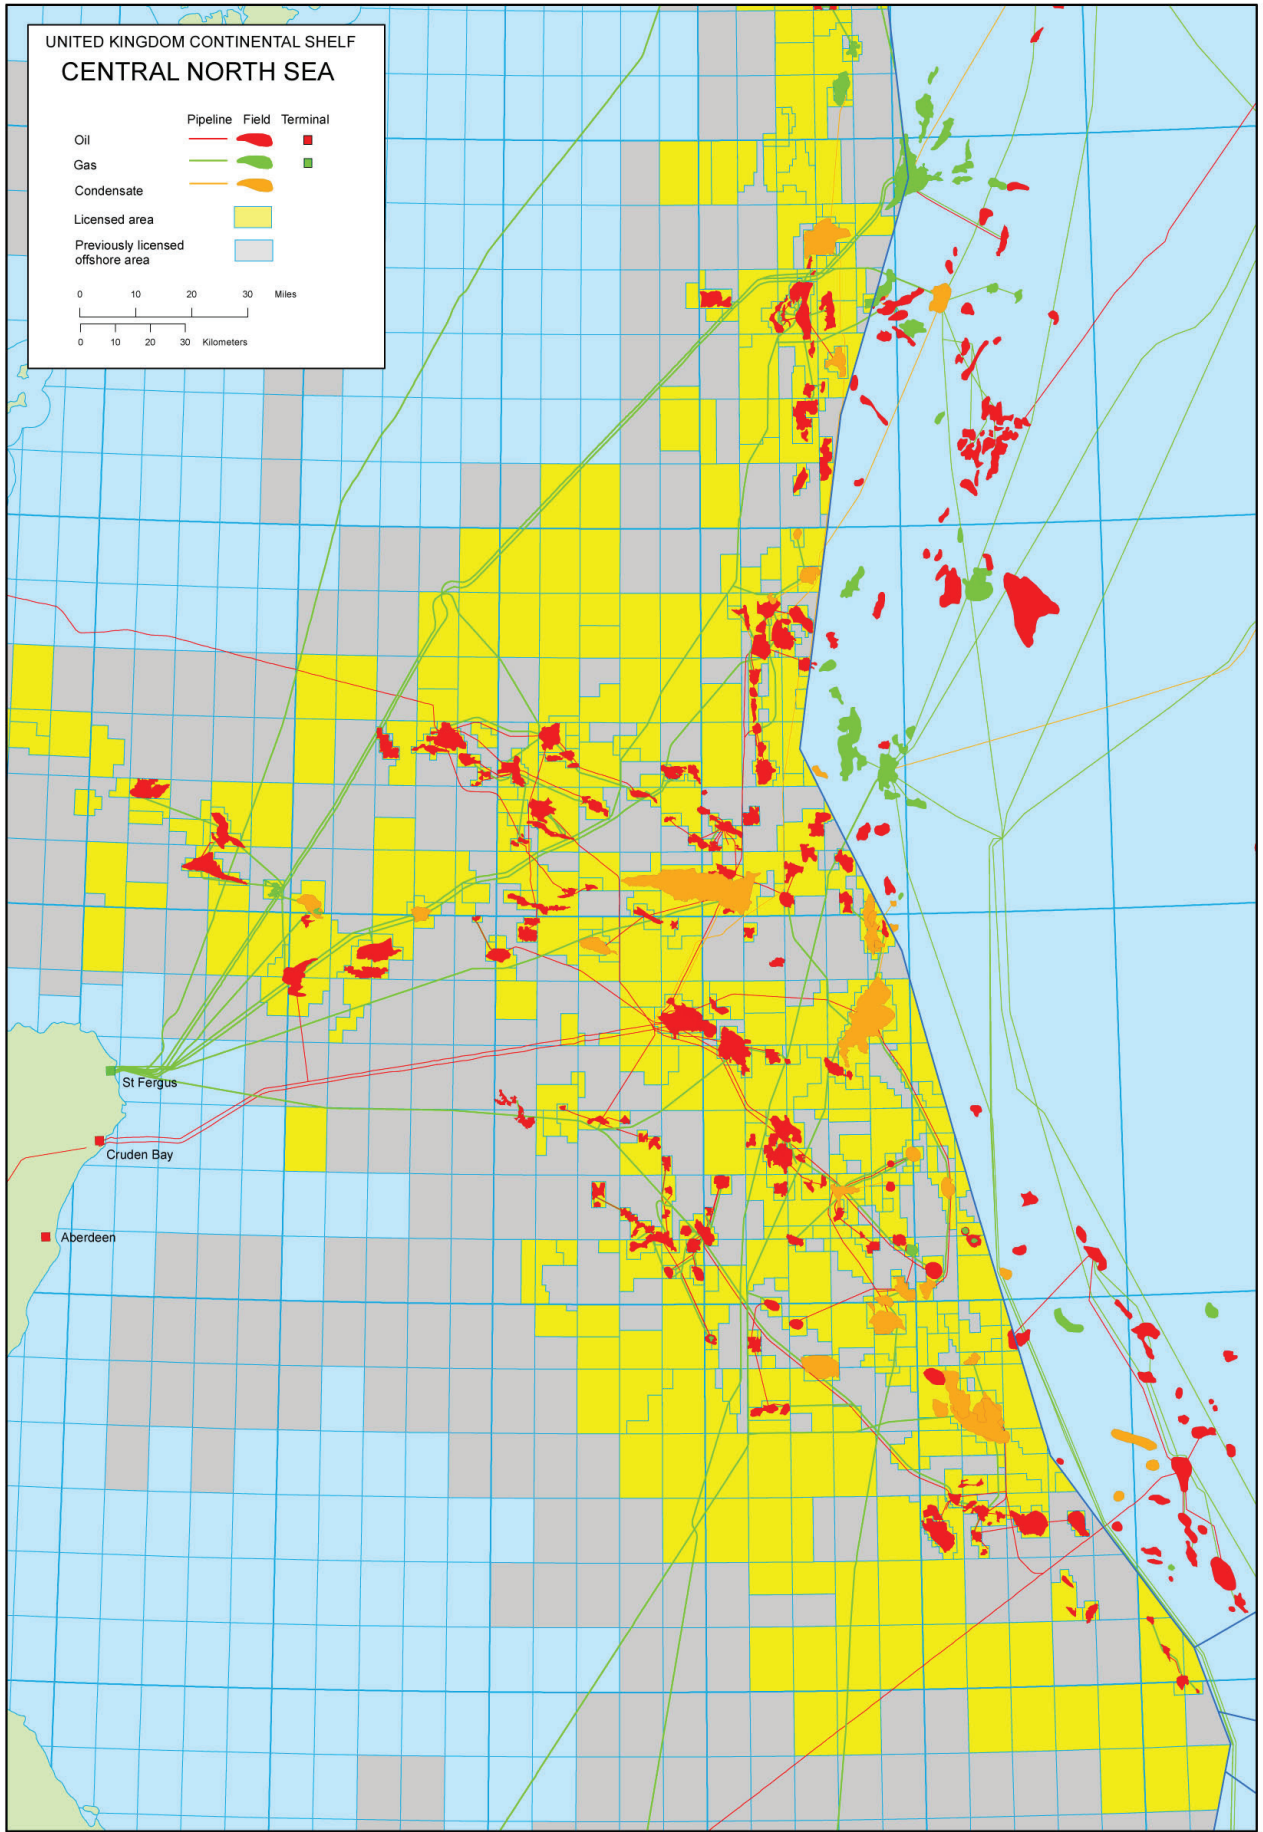 UNITED KINGDOM CONTINENTAL SHELF
CENTRAL NORTH SEA
Pipeline Field Terminal
Oil
Gas
Condensate
Licensed area
Previously licensed
offshore area
0 10 20 30 Miles
0 10 20 30 Kilometers
St Fergus
Cruden Bay
Aberdeen